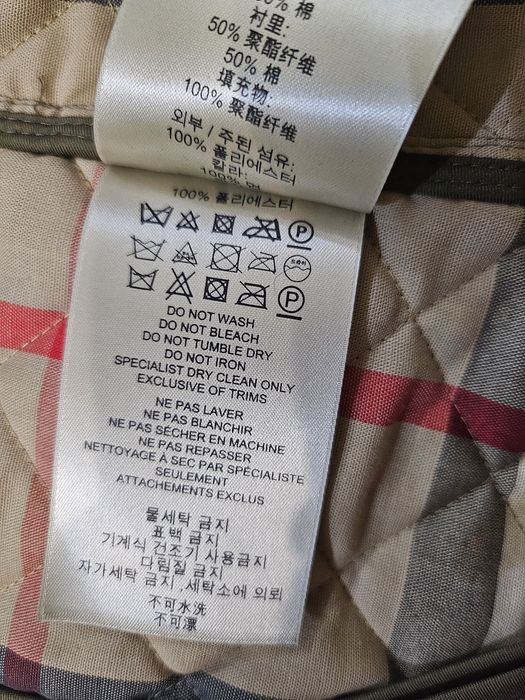 50% 棉
衬里:
50% 聚酯纤维
50% 棉
填充物:
100% 聚酯纤维
외부 / 주된 섬유:
100% 폴리에스터
칼라:
100% 면
100% 폴리에스터
P
P
DO NOT WASH
DO NOT BLEACH
DO NOT TUMBLE DRY
DO NOT IRON
SPECIALIST DRY CLEAN ONLY
EXCLUSIVE OF TRIMS
NE PAS LAVER
NE PAS BLANCHIR
NE PAS SÉCHER EN MACHINE
NE PAS REPASSER
NETTOYAGE À SEC PAR SPÉCIALISTE
SEULEMENT
ATTACHEMENTS EXCLUS
물세탁 금지
표백 금지
기계식 건조기 사용금지
다림질 금지
자가세탁 금지 ,세탁소에 의뢰
不可水洗
不可漂